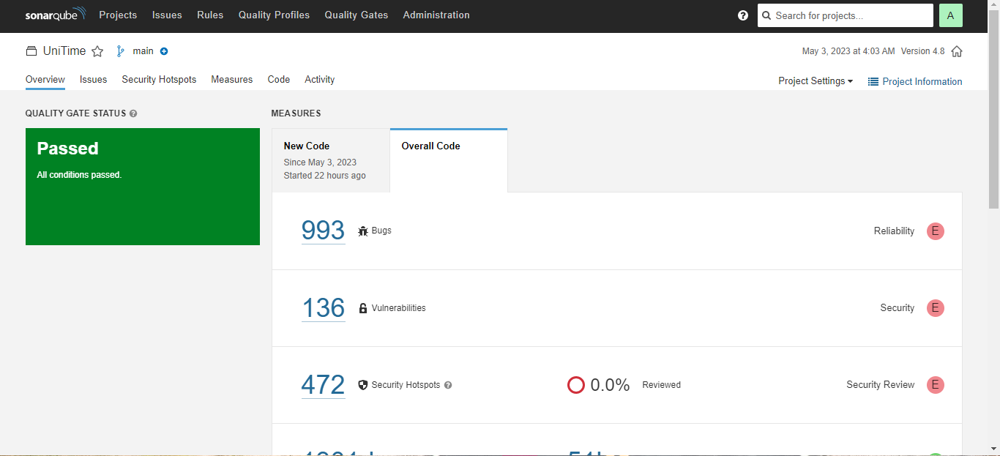 sonarqube Projects Issues Rules Quality Profiles Quality Gates Administration ? Search for projects... A
UniTime main May 3, 2023 at 4:03 AM Version 4.8
Overview Issues Security Hotspots Measures Code Activity Project Settings Project Information
QUALITY GATE STATUS ?
Passed
All conditions passed.
MEASURES
New Code
Since May 3, 2023
Started 22 hours ago
Overall Code
993 Bugs Reliability E
136 Vulnerabilities Security E
472 Security Hotspots ? 0.0% Reviewed Security Review E